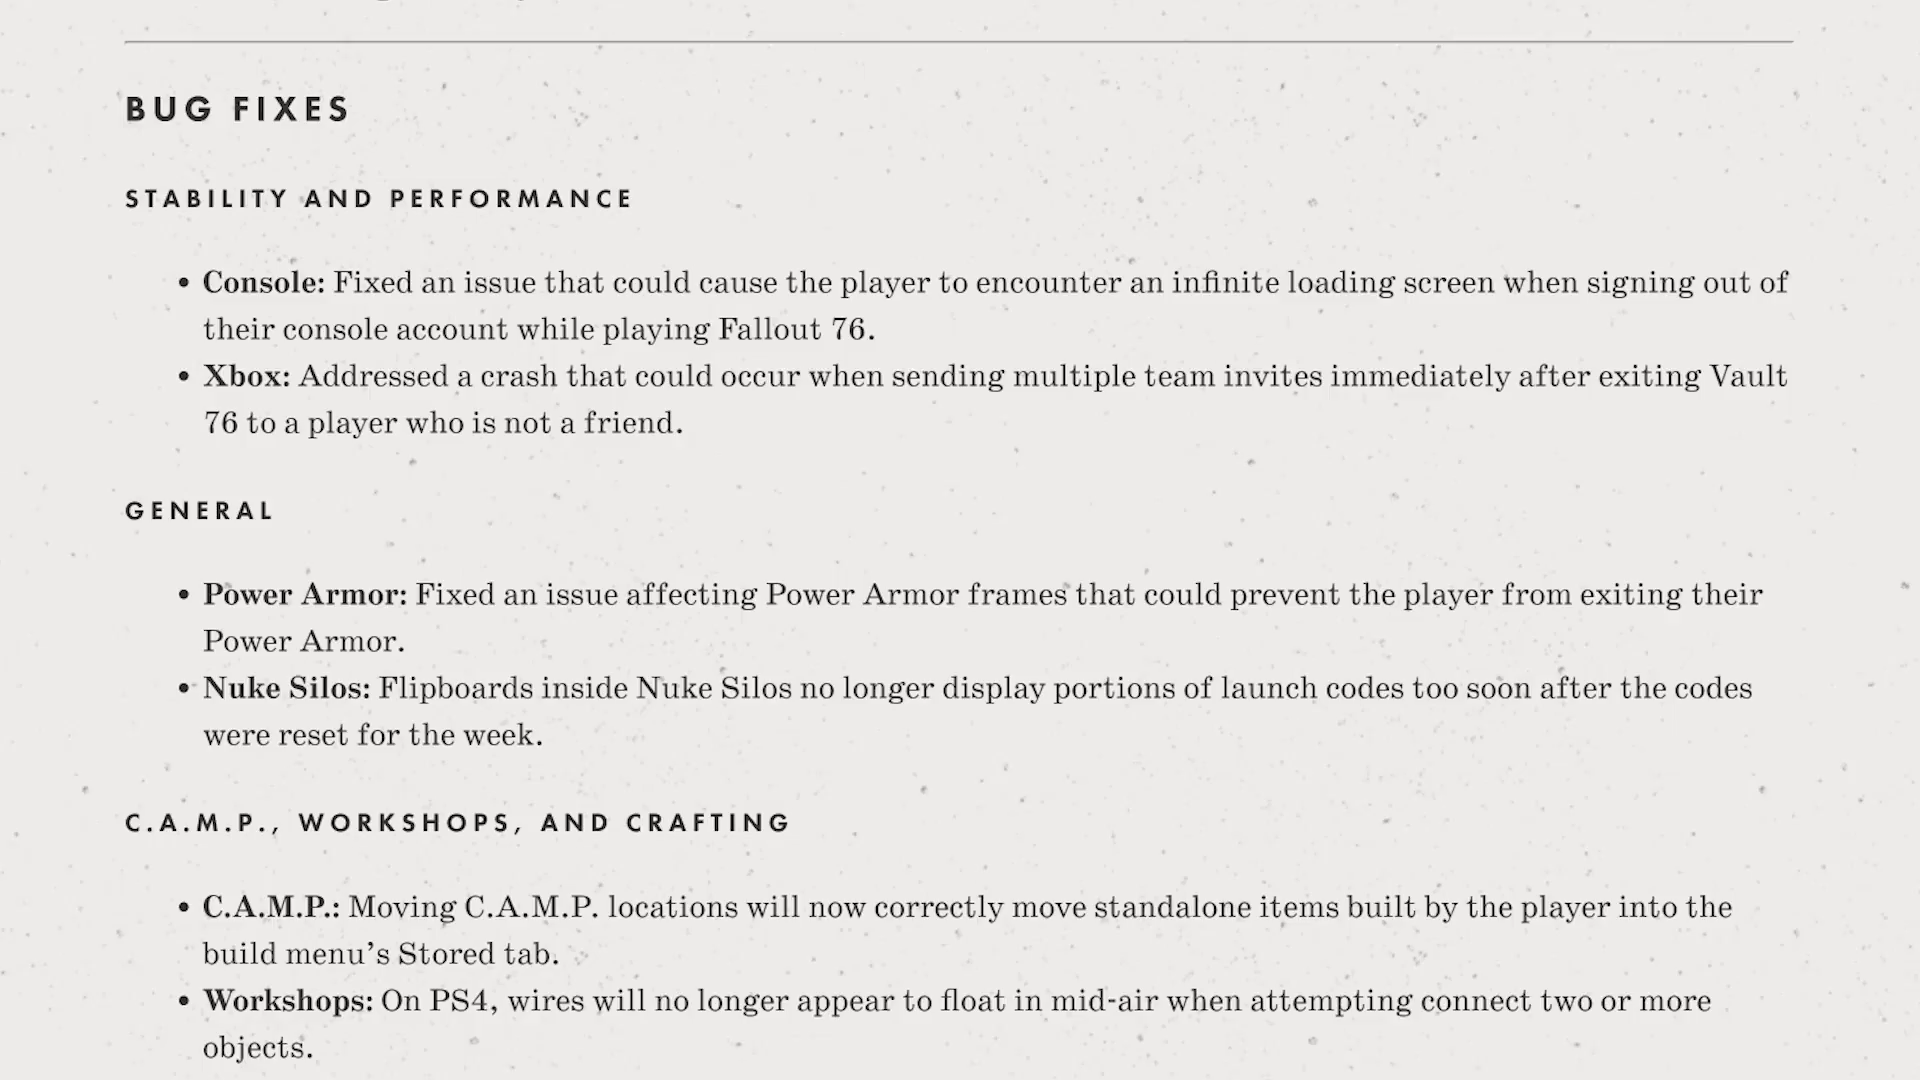 BUG FIXES
STABILITY AND PERFORMANCE
• Console: Fixed an issue that could cause the player to encounter an infinite loading screen when signing out of
their console account while playing Fallout 76.
• Xbox: Addressed a crash that could occur when sending multiple team invites immediately after exiting Vault
76 to a player who is not a friend.
GENERAL
• Power Armor: Fixed an issue affecting Power Armor frames that could prevent the player from exiting their
Power Armor.
• Nuke Silos: Flipboards inside Nuke Silos no longer display portions of launch codes too soon after the codes
were reset for the week.
C.A.M.P., WORKSHOPS, AND CRAFTING
• C.A.M.P.: Moving C.A.M.P. locations will now correctly move standalone items built by the player into the
build menu’s Stored tab.
• Workshops: On PS4, wires will no longer appear to float in mid-air when attempting connect two or more
objects.